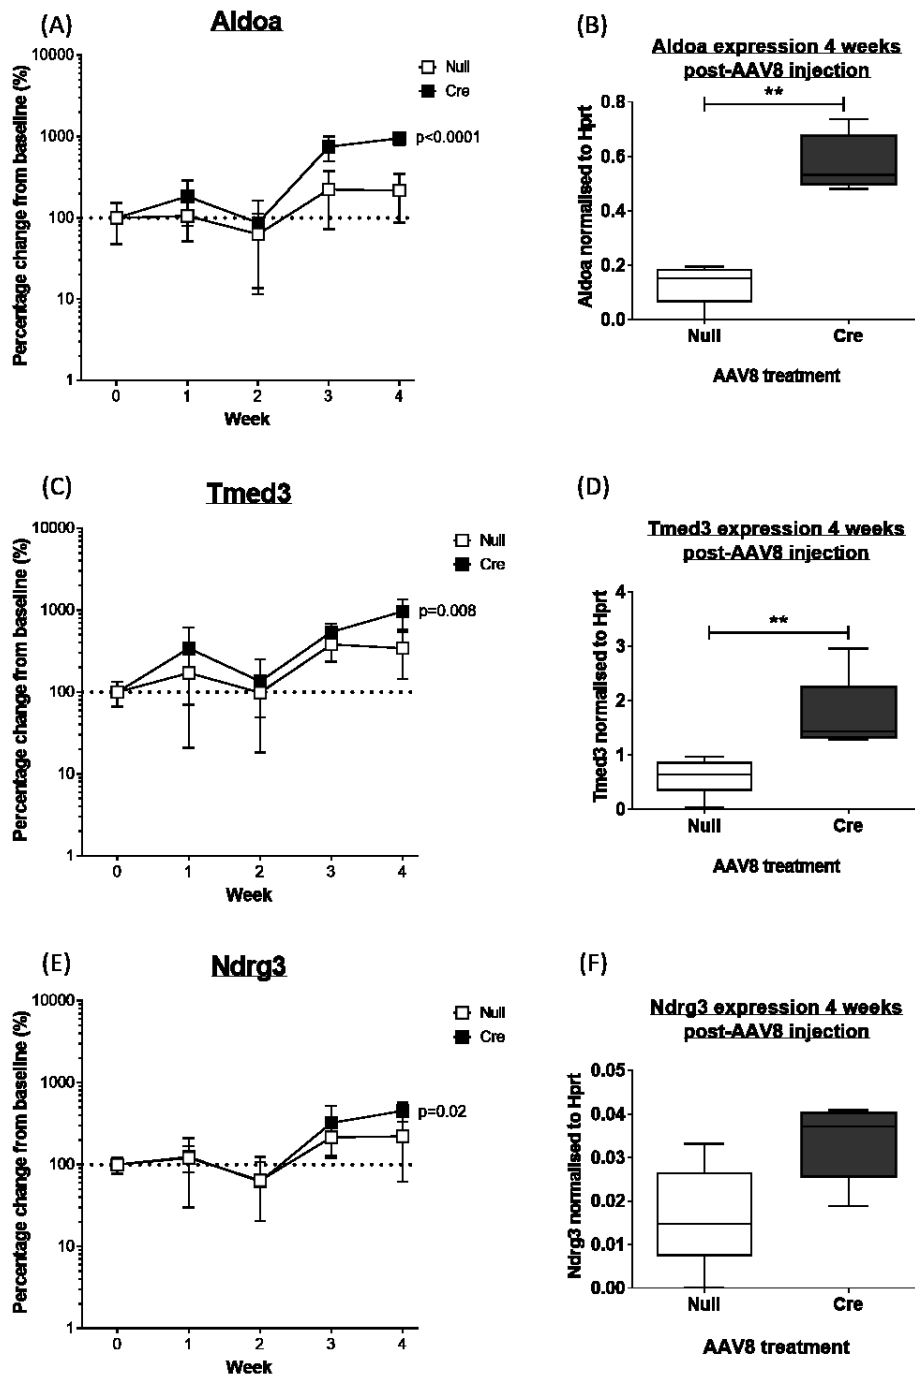 (A)
Aldoa
Percentage change from baseline (%)
10000
1000
100
10
1
Null
Cre
p<0.0001
0 1 2 3 4
Week
(B)
Aldoa expression 4 weeks
post-AAV8 injection
**
Aldoa normalised to Hprt
0.8
0.6
0.4
0.2
0.0
Null Cre
AAV8 treatment
(C)
Tmed3
Percentage change from baseline (%)
10000
1000
100
10
1
Null
Cre
p=0.008
0 1 2 3 4
Week
(D)
Tmed3 expression 4 weeks
post-AAV8 injection
**
Tmed3 normalised to Hprt
4
3
2
1
0
Null Cre
AAV8 treatment
(E)
Ndrg3
Percentage change from baseline (%)
10000
1000
100
10
1
Null
Cre
p=0.02
0 1 2 3 4
Week
(F)
Ndrg3 expression 4 weeks
post-AAV8 injection
Ndrg3 normalised to Hprt
0.05
0.04
0.03
0.02
0.01
0.00
Null Cre
AAV8 treatment